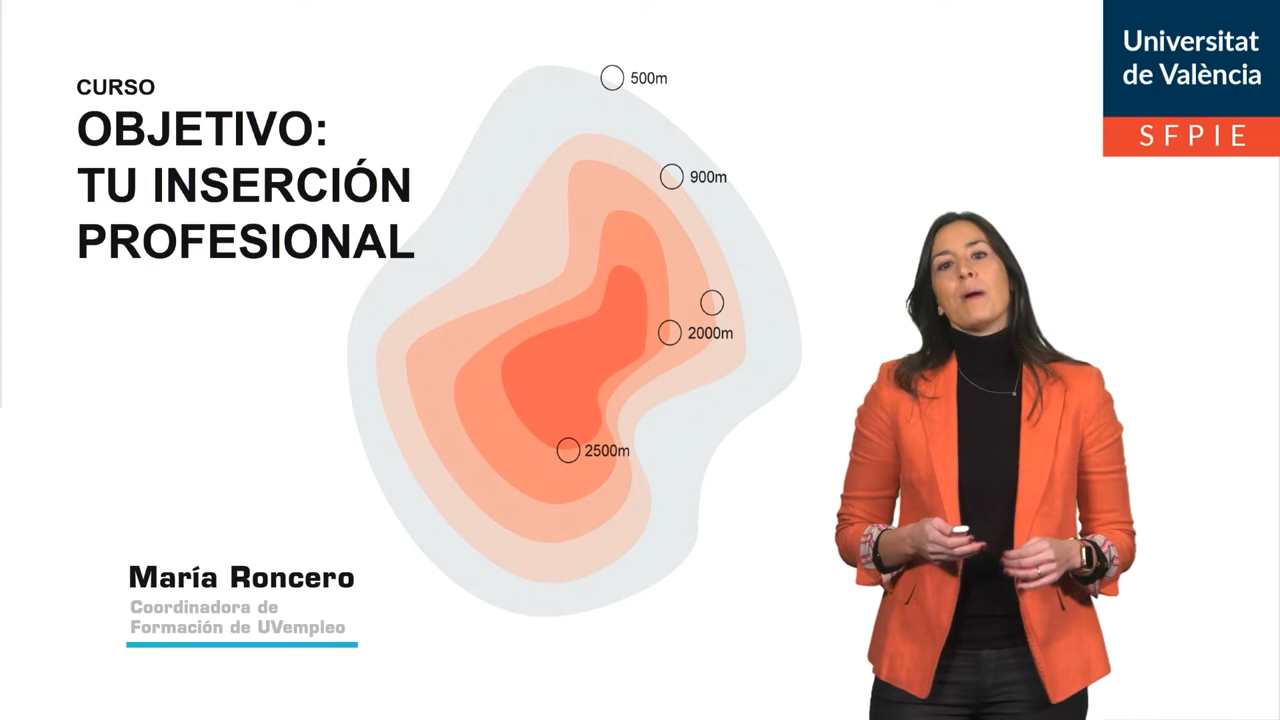 CURSO
OBJETIVO:
TU INSERCIÓN
PROFESIONAL
500m
900m
2000m
2500m
Universitat
de València
SFPIE
María Roncero
Coordinadora de
Formación de UVempleo